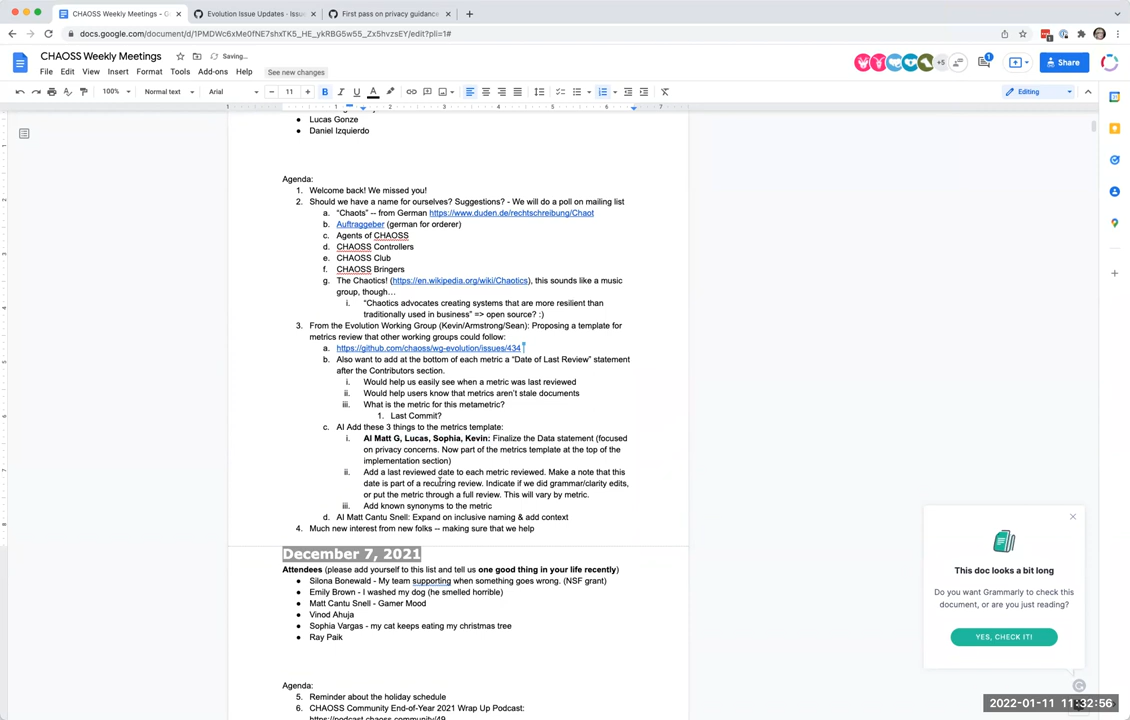 CHAOSS Weekly Meetings - G
Evolution Issue Updates · Issu
First pass on privacy guidance
docs.google.com/document/d/1PMDWc6xMe0fNE7shxTK5_HE_ykRBG5w55_Zx5hvzsEY/edit?pli=1#
CHAOSS Weekly Meetings
Saving...
File Edit View Insert Format Tools Add-ons Help
See new changes
+5
1
Share
100%
Normal text
Arial
11
Editing
1 1 2 3 4 5 6 7
Lucas Gonze
Daniel Izquierdo
Agenda:
1. Welcome back! We missed you!
2. Should we have a name for ourselves? Suggestions? - We will do a poll on mailing list
a. “Chaots” -- from German https://www.duden.de/rechtschreibung/Chaot
b. Auftraggeber (german for orderer)
c. Agents of CHAOSS
d. CHAOSS Controllers
e. CHAOSS Club
f. CHAOSS Bringers
g. The Chaotics! (https://en.wikipedia.org/wiki/Chaotics), this sounds like a music
group, though…
i. “Chaotics advocates creating systems that are more resilient than
traditionally used in business” => open source? :)
3. From the Evolution Working Group (Kevin/Armstrong/Sean): Proposing a template for
metrics review that other working groups could follow:
a. https://github.com/chaoss/wg-evolution/issues/434
b. Also want to add at the bottom of each metric a “Date of Last Review” statement
after the Contributors section.
i. Would help us easily see when a metric was last reviewed
ii. Would help users know that metrics aren’t stale documents
iii. What is the metric for this metametric?
1. Last Commit?
c. AI Add these 3 things to the metrics template:
i. AI Matt G, Lucas, Sophia, Kevin: Finalize the Data statement (focused
on privacy concerns. Now part of the metrics template at the top of the
implementation section)
ii. Add a last reviewed date to each metric reviewed. Make a note that this
date is part of a recurring review. Indicate if we did grammar/clarity edits,
or put the metric through a full review. This will vary by metric.
iii. Add known synonyms to the metric
d. AI Matt Cantu Snell: Expand on inclusive naming & add context
4. Much new interest from new folks -- making sure that we help
December 7, 2021
Attendees (please add yourself to this list and tell us one good thing in your life recently)
Silona Bonewald - My team supporting when something goes wrong. (NSF grant)
Emily Brown - I washed my dog (he smelled horrible)
Matt Cantu Snell - Gamer Mood
Vinod Ahuja
Sophia Vargas - my cat keeps eating my christmas tree
Ray Paik
Agenda:
5. Reminder about the holiday schedule
6. CHAOSS Community End-of-Year 2021 Wrap Up Podcast:
https://podcast.chaoss.community/49
This doc looks a bit long
Do you want Grammarly to check this
document, or are you just reading?
YES, CHECK IT!
2022-01-11 11:32:56